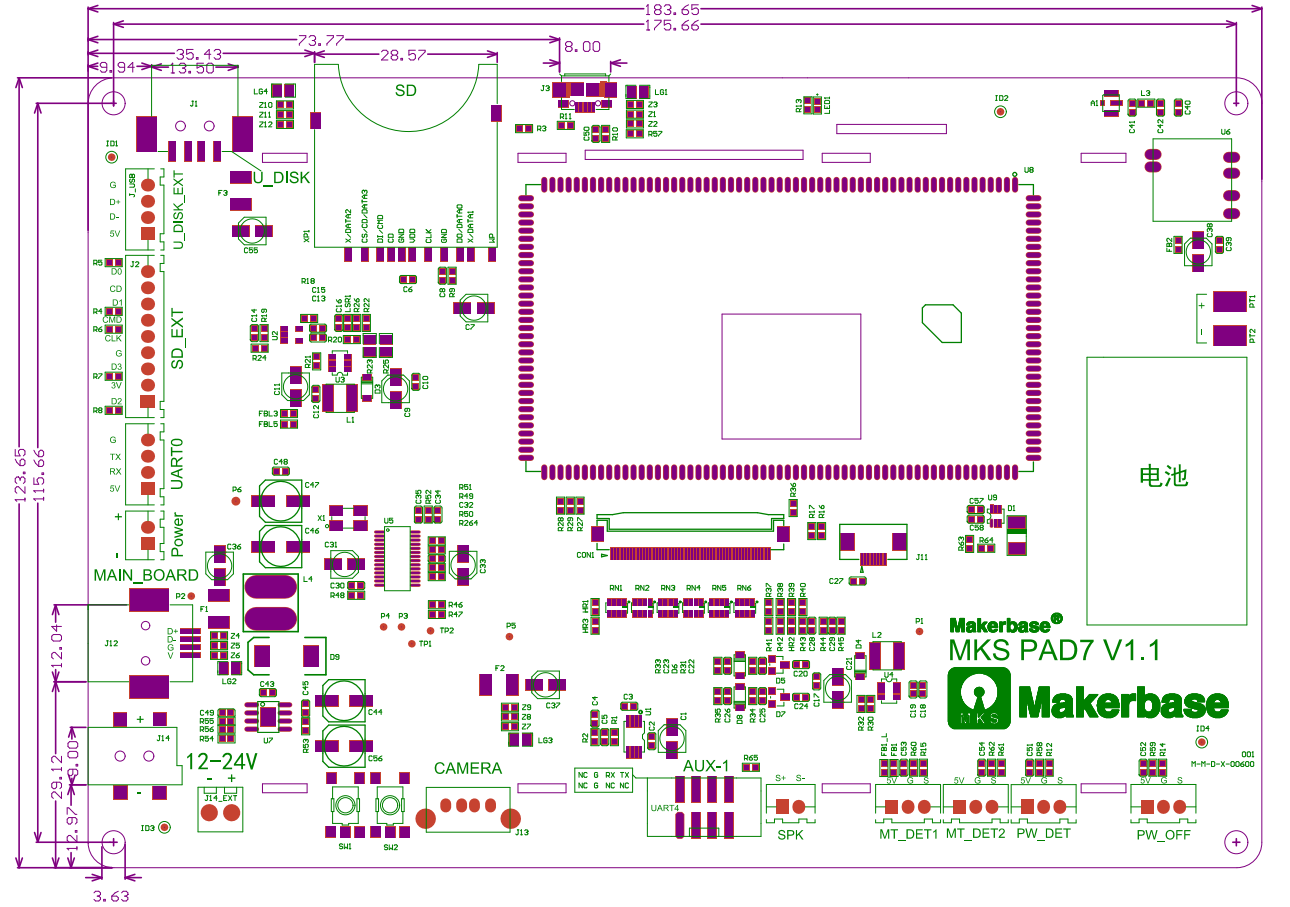 183.65
175.66
73.77
8.00
35.43
28.57
9.94
13.50
J1
LG4
Z10
Z11
Z12
SD
J3
LG1
Z3
Z1
Z2
R57
R11
R3
C50
R10
R13
LED1
ID2
A1
L3
C41
C42
C40
U6
ID1
U_DISK
F3
J_USB
G
D+
D-
5V
U_DISK_EXT
C55
XP1
X/DATA2
CS/CD/DATA3
DI/CMD
CD
GND
VDD
CLK
GND
DO/DATA0
X/DATA1
WP
U8
FB2
C38
C39
R5
J2
D0
CD
D1
R4
CMD
R6
CLK
G
D3
R7
3V
D2
R8
SD_EXT
R18
C15
C13
C6
C8
R9
C7
C14
R19
U2
R24
C16
LSR1
R26
R22
R20
R21
U3
R23
D3
R25
C10
C11
C12
L1
C9
FBL3
FBL5
PT1
PT2
+
-
123.65
115.66
G
TX
RX
5V
UART0
C48
C47
P6
X1
C46
+
-
Power
C36
C31
U5
C35
R52
C34
R51
R49
C32
R50
R264
C33
C30
R48
R46
R47
R28
R29
R27
R36
R17
R16
CON1
J11
C27
C57
C58
U9
D1
R63
R64
电池
MAIN_BOARD
P2
F1
L4
J12
D+
D-
G
V
Z4
Z5
Z6
LG2
D9
12.04
P4
P3
TP2
TP1
P5
HR1
HR3
RN1
RN2
RN3
RN4
RN5
RN6
R37
R38
R39
R40
R41
R42
HR2
R43
C28
R44
C29
R45
P1
Makerbase®
MKS PAD7 V1.1
MKS
Makerbase
F2
C37
C43
C45
C44
C49
R55
R56
R54
U7
R53
C56
Z9
Z8
Z7
LG3
R33
C23
D6
R31
C22
D5
C20
R35
C26
D8
R34
C25
D7
C24
C17
C21
D4
L2
U4
R32
R30
C19
C18
C4
C3
R2
C5
R1
U1
C2
C1
+
-
J14
29.12
9.00
12.97
12-24V
- +
J14_EXT
ID3
SW1
SW2
CAMERA
J13
NC G RX TX
NC G NC NC
AUX-1
UART4
R65
S+ S-
SPK
FB1_L
FB1
C53
R60
R15
5V G S
MT_DET1
C54
R62
R61
5V G S
MT_DET2
C51
R58
R12
5V G S
PW_DET
C52
R59
R14
5V G S
PW_OFF
ID4
001
M-M-D-X-00600
3.63